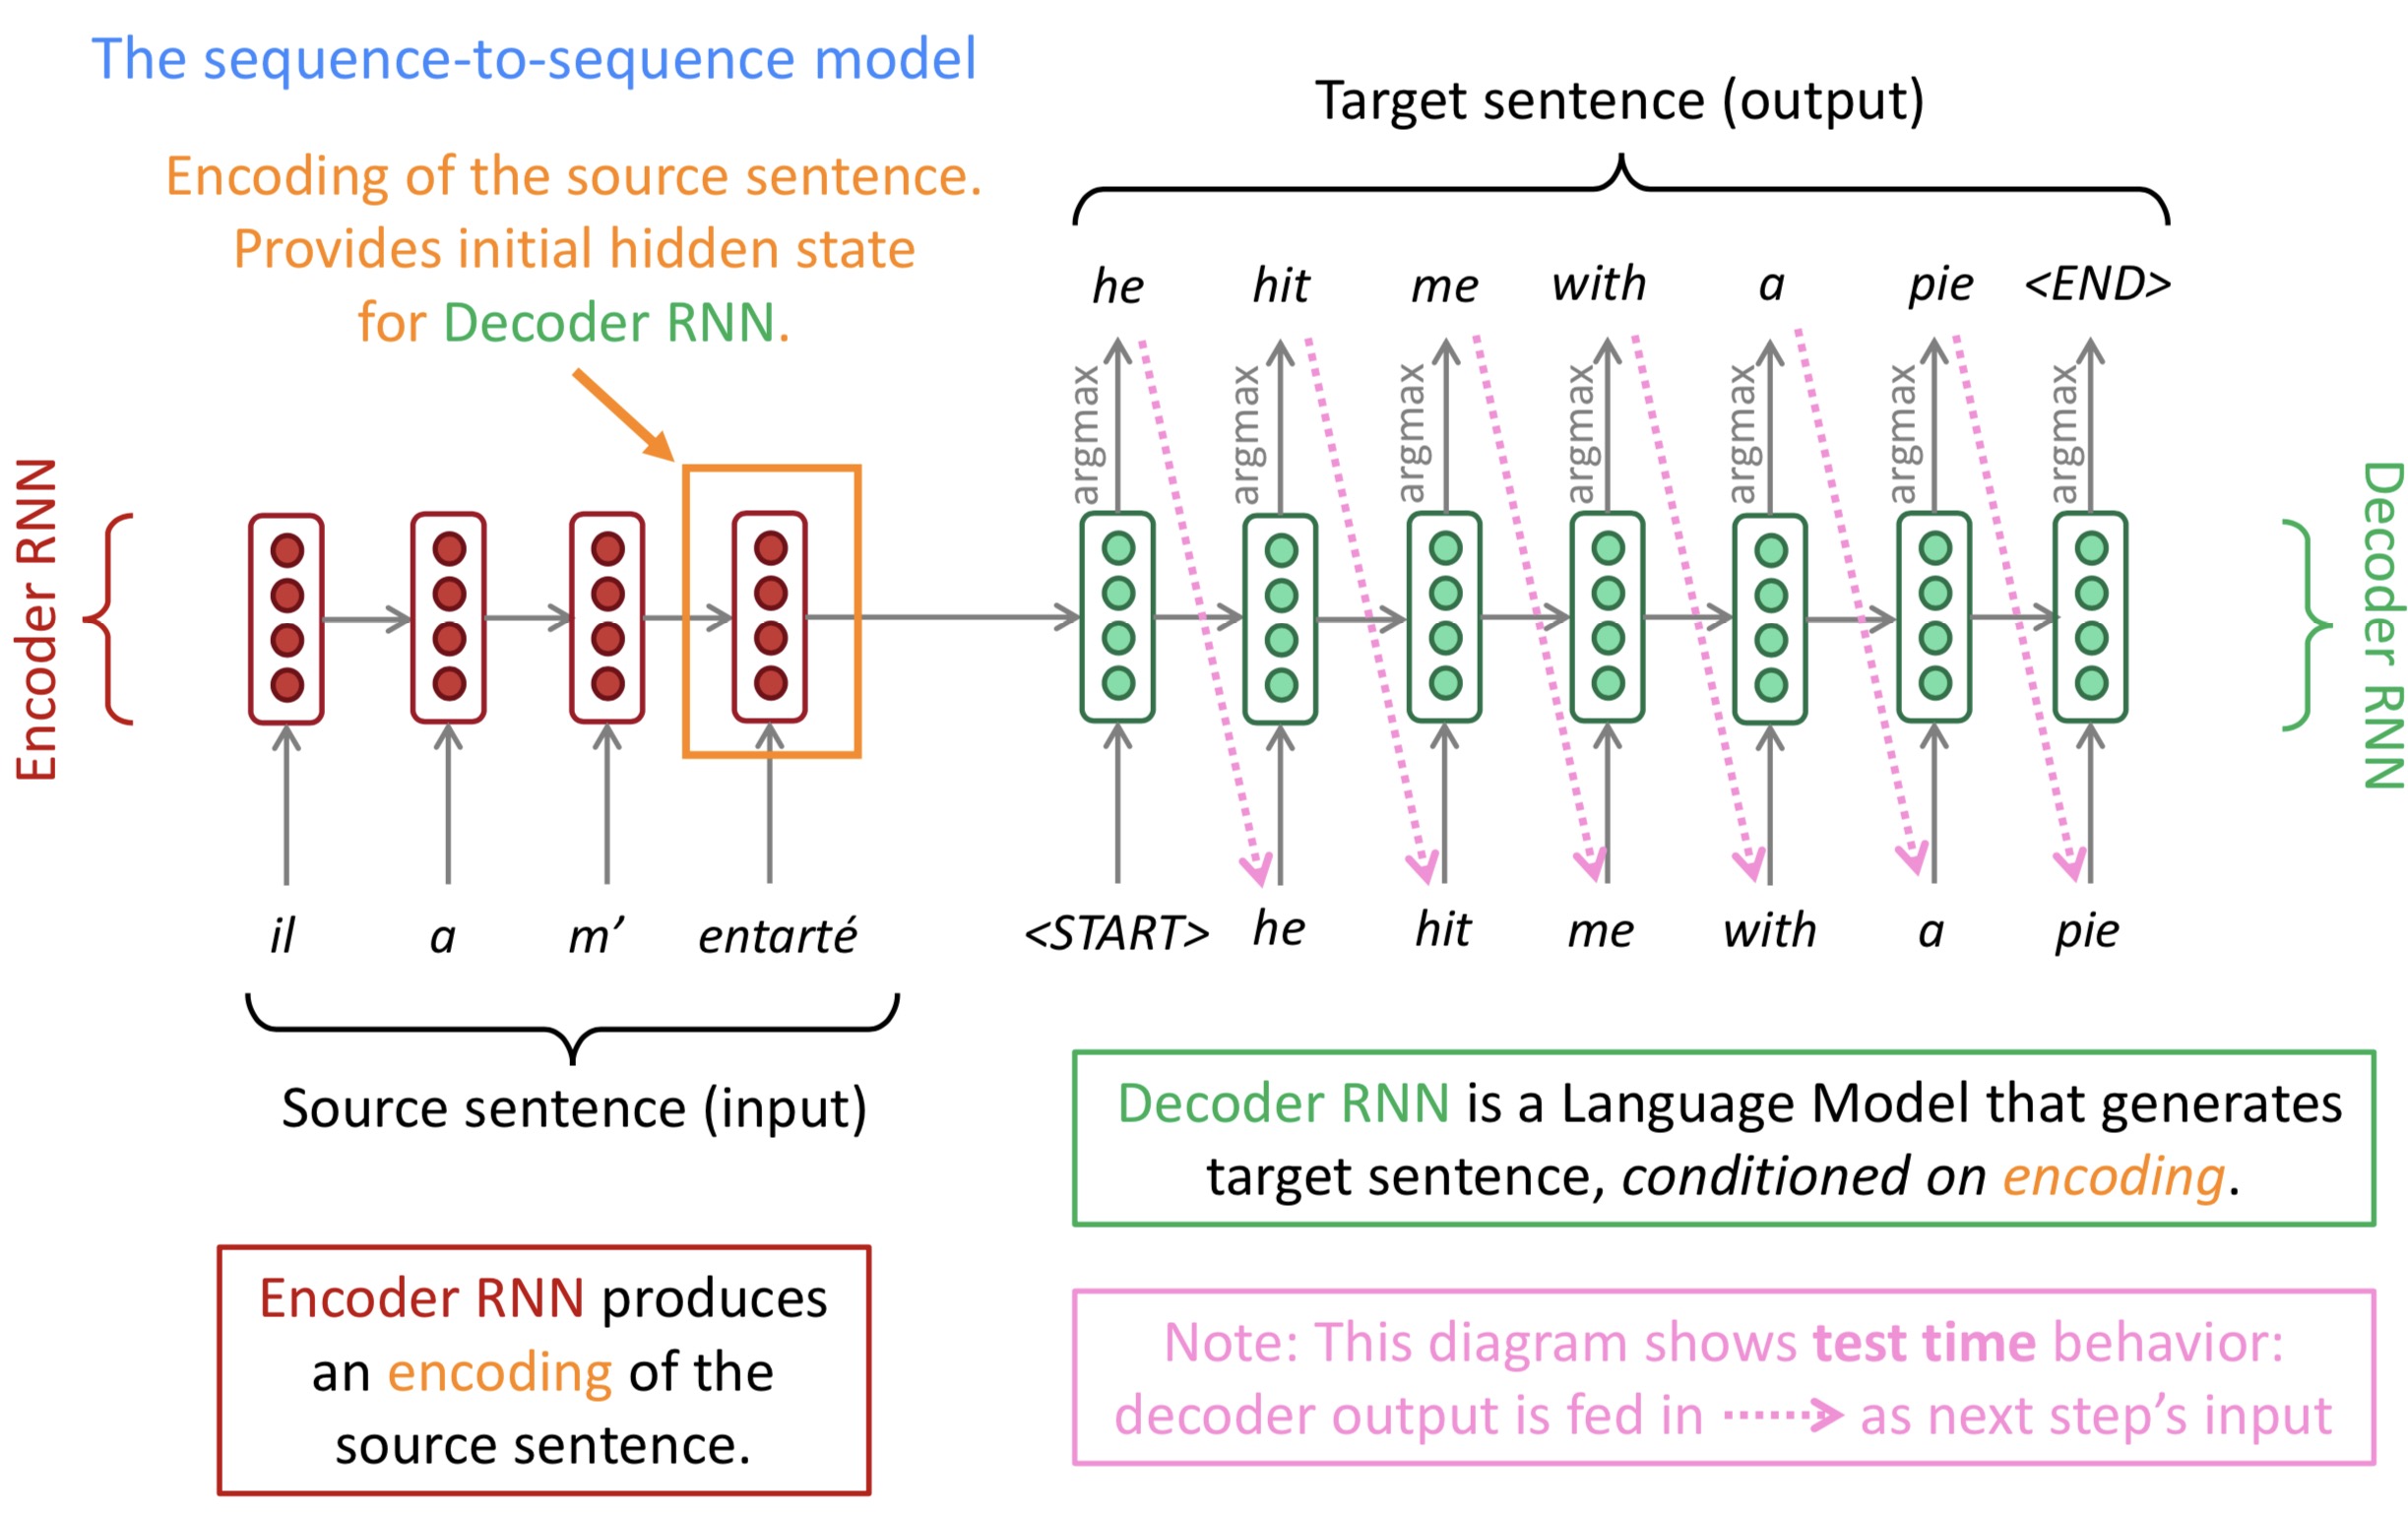 The sequence-to-sequence model
Encoding of the source sentence.
Provides initial hidden state
for Decoder RNN.
Target sentence (output)
he hit me with a pie <END>
argmax argmax argmax argmax argmax argmax argmax
Encoder RNN
Decoder RNN
il a m’ entarté
<START> he hit me with a pie
Source sentence (input)
Encoder RNN produces
an encoding of the
source sentence.
Decoder RNN is a Language Model that generates
target sentence, conditioned on encoding.
Note: This diagram shows test time behavior:
decoder output is fed in as next step’s input